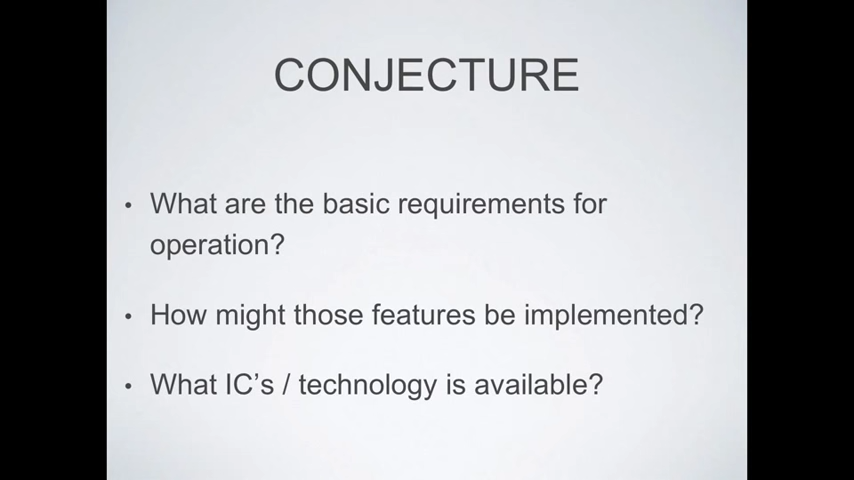 CONJECTURE
• What are the basic requirements for
operation?
• How might those features be implemented?
• What IC’s / technology is available?